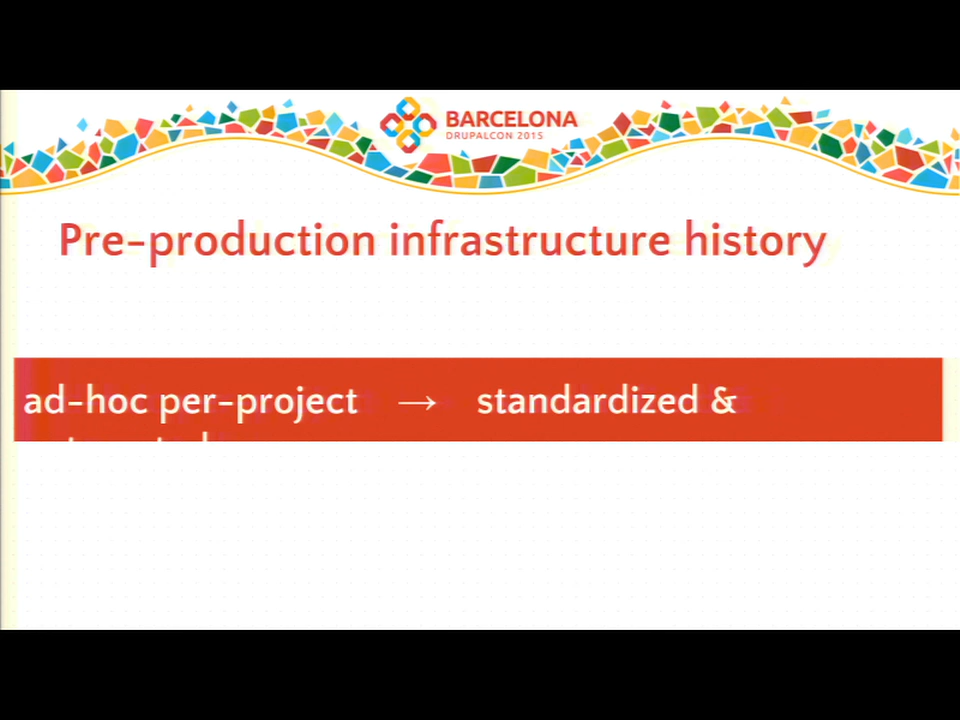 BARCELONA
DRUPALCON 2015
Pre-production infrastructure history
ad-hoc per-project → standardized &